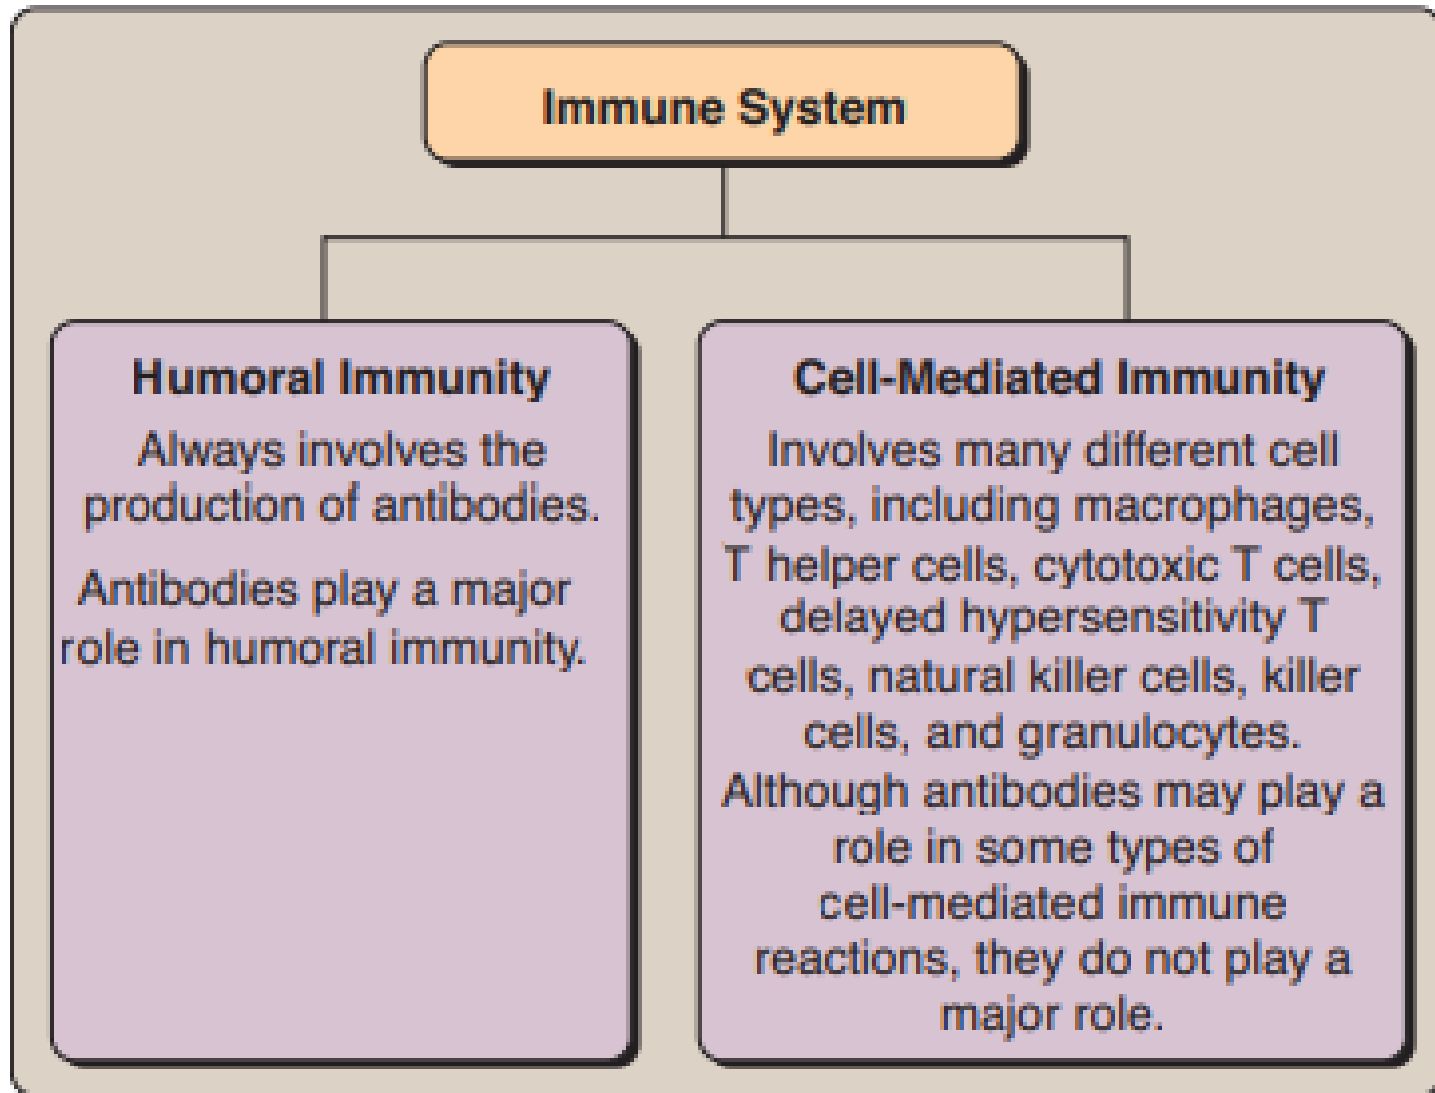 Immune System
Humoral Immunity
Always involves the
production of antibodies.
Antibodies play a major
role in humoral immunity.
Cell-Mediated Immunity
Involves many different cell
types, including macrophages,
T helper cells, cytotoxic T cells,
delayed hypersensitivity T
cells, natural killer cells, killer
cells, and granulocytes.
Although antibodies may play a
role in some types of
cell-mediated immune
reactions, they do not play a
major role.